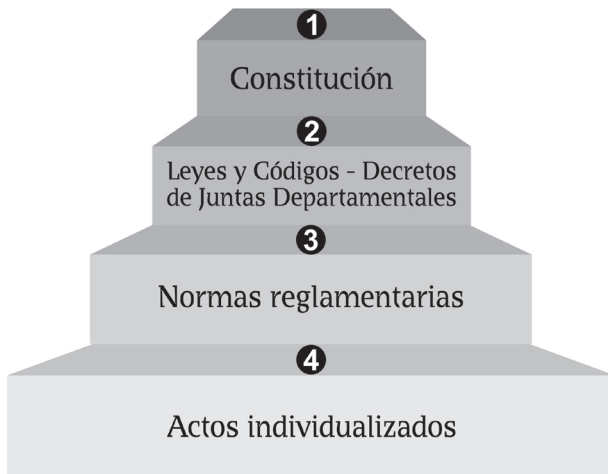 1
Constitución
2
Leyes y Códigos - Decretos
de Juntas Departamentales
3
Normas reglamentarias
4
Actos individualizados